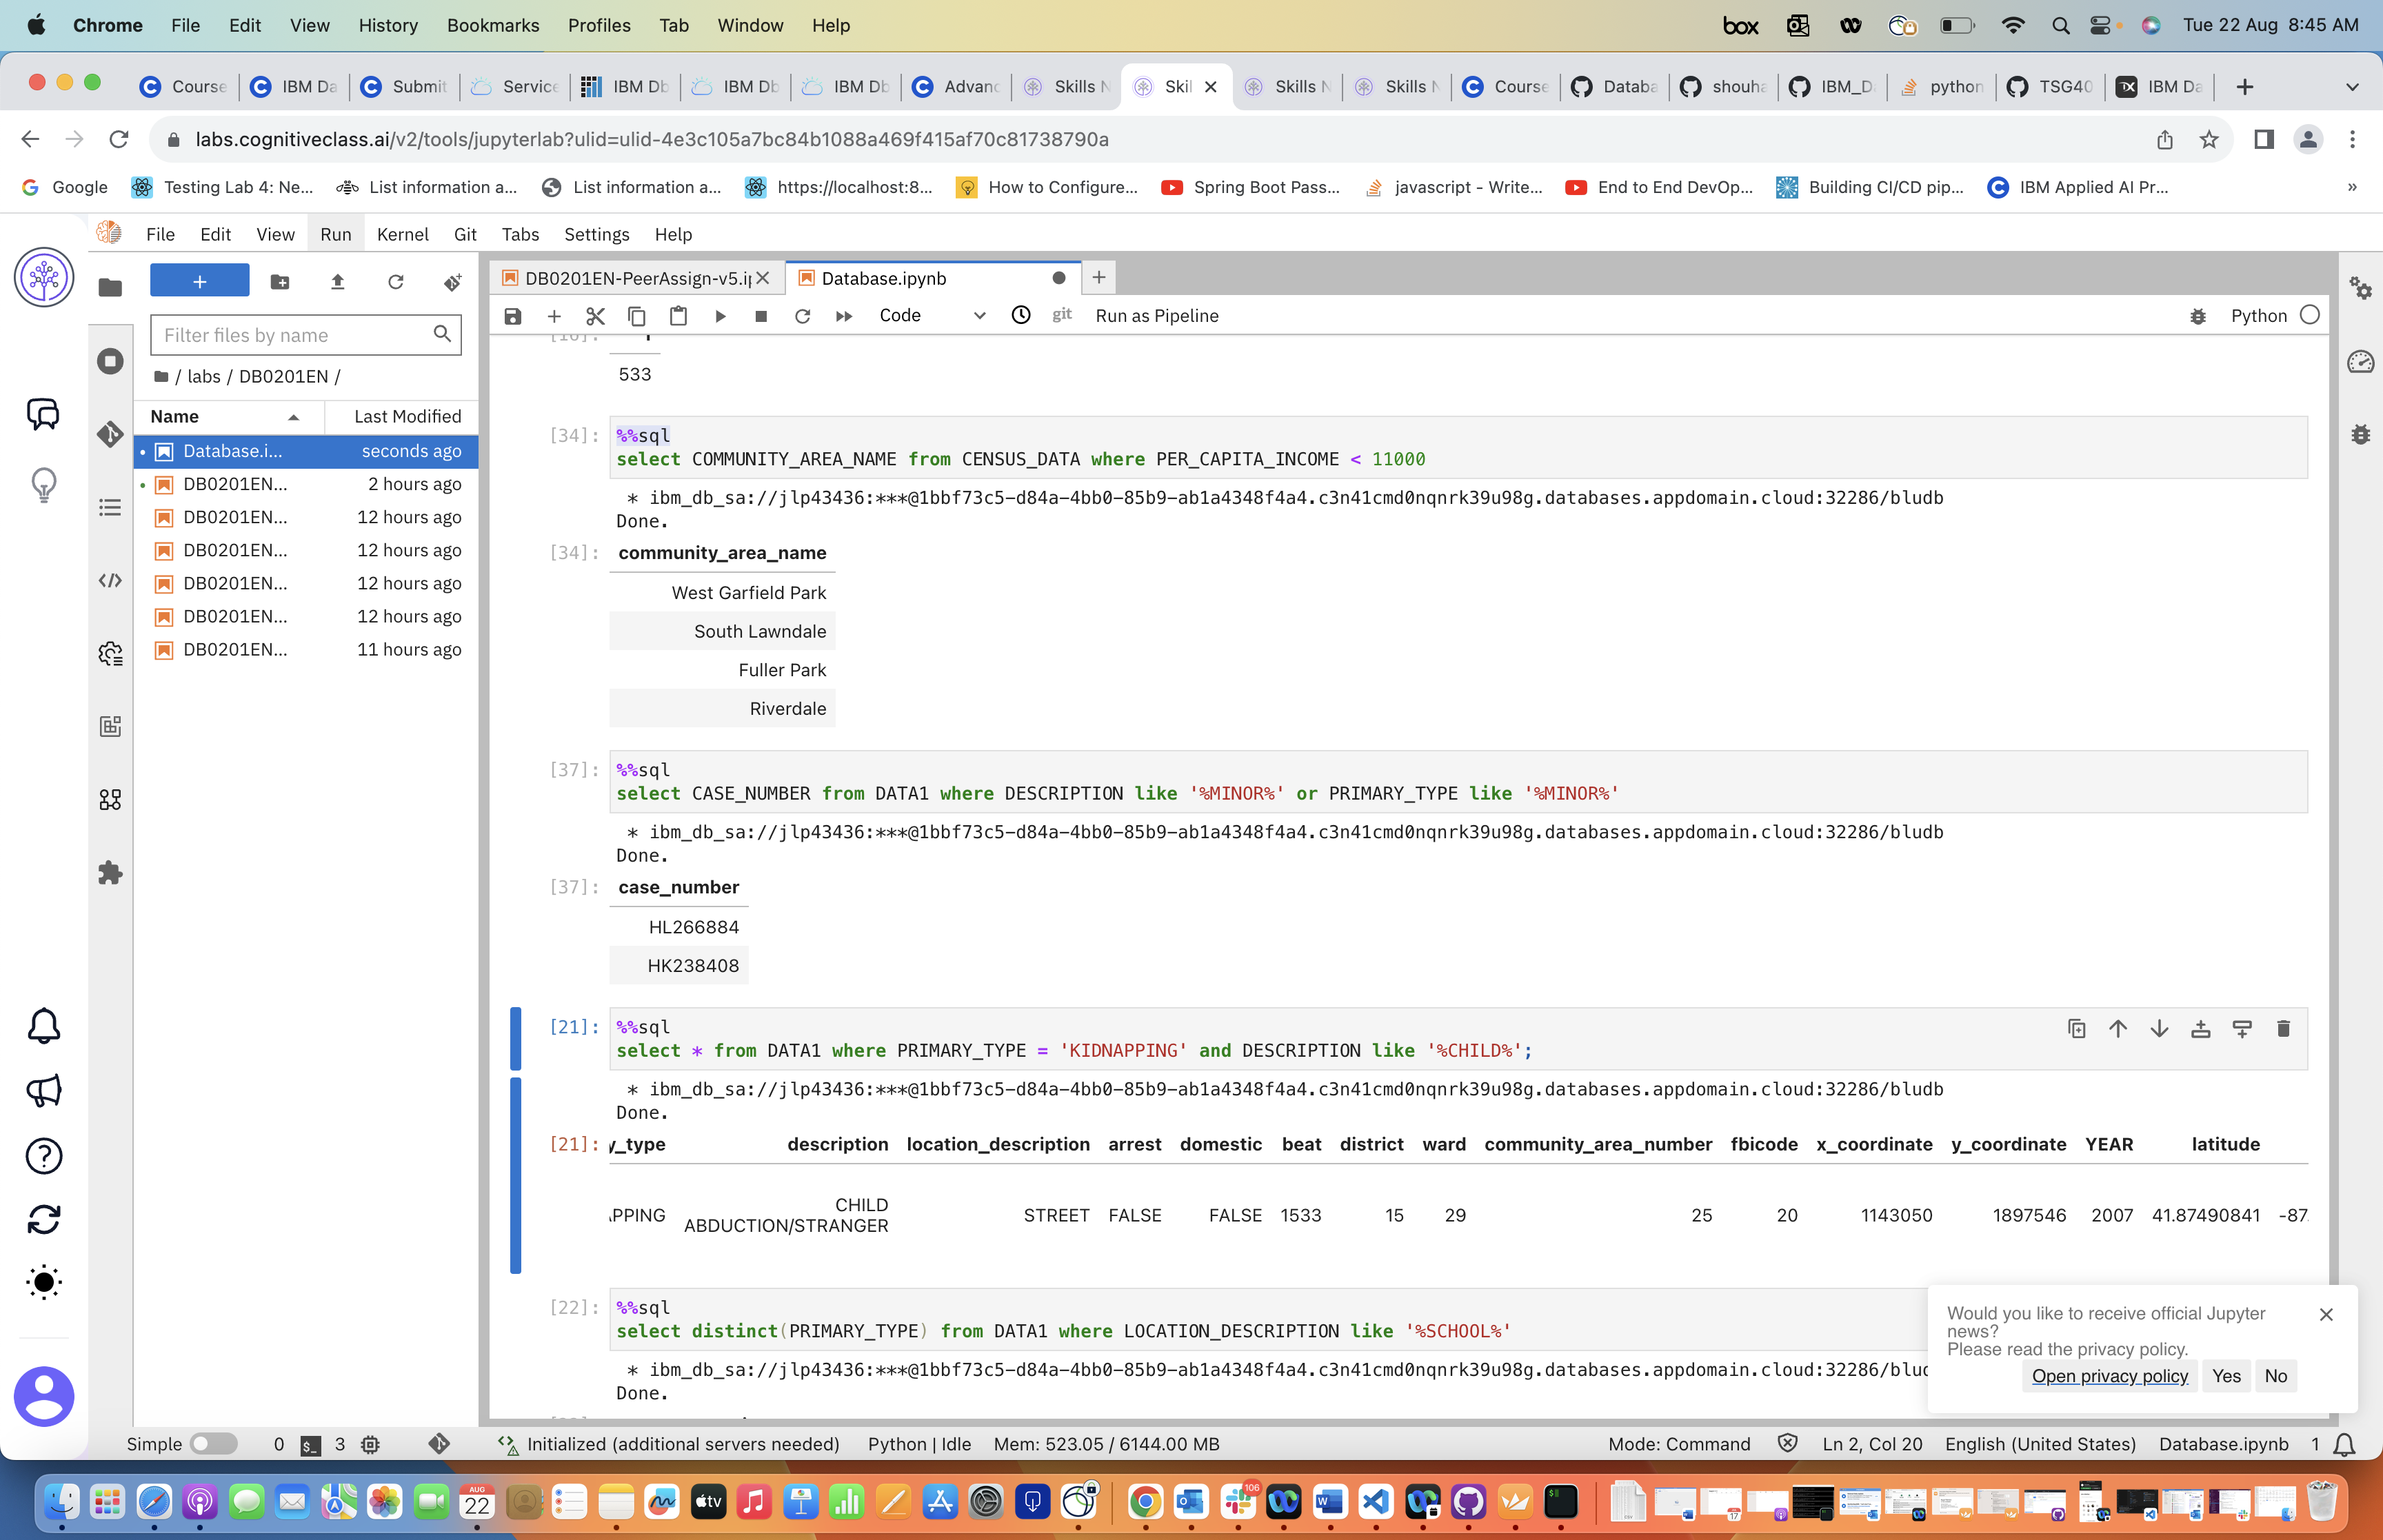 Chrome File Edit View History Bookmarks Profiles Tab Window Help
box Tue 22 Aug 8:45 AM
Course IBM Da Submit Service IBM Db IBM Db IBM Db Advanc Skills N Skil Skills N Skills N Course Databa shouha IBM_D python TSG40 IBM Da
labs.cognitiveclass.ai/v2/tools/jupyterlab?ulid=ulid-4e3c105a7bc84b1088a469f415af70c81738790a
Google Testing Lab 4: Ne... List information a... List information a... https://localhost:8... How to Configure... Spring Boot Pass... javascript - Write... End to End DevOp... Building CI/CD pip... IBM Applied AI Pr... »
File Edit View Run Kernel Git Tabs Settings Help
DB0201EN-PeerAssign-v5.i Database.ipynb
Code git Run as Pipeline Python
Filter files by name
/ labs / DB0201EN /
Name Last Modified
Database.i... seconds ago
DB0201EN... 2 hours ago
DB0201EN... 12 hours ago
DB0201EN... 12 hours ago
DB0201EN... 12 hours ago
DB0201EN... 12 hours ago
DB0201EN... 11 hours ago
533
[34]: %%sql
select COMMUNITY_AREA_NAME from CENSUS_DATA where PER_CAPITA_INCOME < 11000
* ibm_db_sa://jlp43436:***@1bbf73c5-d84a-4bb0-85b9-ab1a4348f4a4.c3n41cmd0nqnrk39u98g.databases.appdomain.cloud:32286/bludb
Done.
[34]: community_area_name
West Garfield Park
South Lawndale
Fuller Park
Riverdale
[37]: %%sql
select CASE_NUMBER from DATA1 where DESCRIPTION like '%MINOR%' or PRIMARY_TYPE like '%MINOR%'
* ibm_db_sa://jlp43436:***@1bbf73c5-d84a-4bb0-85b9-ab1a4348f4a4.c3n41cmd0nqnrk39u98g.databases.appdomain.cloud:32286/bludb
Done.
[37]: case_number
HL266884
HK238408
[21]: %%sql
select * from DATA1 where PRIMARY_TYPE = 'KIDNAPPING' and DESCRIPTION like '%CHILD%';
* ibm_db_sa://jlp43436:***@1bbf73c5-d84a-4bb0-85b9-ab1a4348f4a4.c3n41cmd0nqnrk39u98g.databases.appdomain.cloud:32286/bludb
Done.
[21]: y_type description location_description arrest domestic beat district ward community_area_number fbicode x_coordinate y_coordinate YEAR latitude
PPING CHILD ABDUCTION/STRANGER STREET FALSE FALSE 1533 15 29 25 20 1143050 1897546 2007 41.87490841 -87.
[22]: %%sql
select distinct(PRIMARY_TYPE) from DATA1 where LOCATION_DESCRIPTION like '%SCHOOL%'
* ibm_db_sa://jlp43436:***@1bbf73c5-d84a-4bb0-85b9-ab1a4348f4a4.c3n41cmd0nqnrk39u98g.databases.appdomain.cloud:32286/blud
Done.
Would you like to receive official Jupyter
news?
Please read the privacy policy.
Open privacy policy Yes No
Simple 0 3 Initialized (additional servers needed) Python | Idle Mem: 523.05 / 6144.00 MB Mode: Command Ln 2, Col 20 English (United States) Database.ipynb 1
AUG
22
tv
106